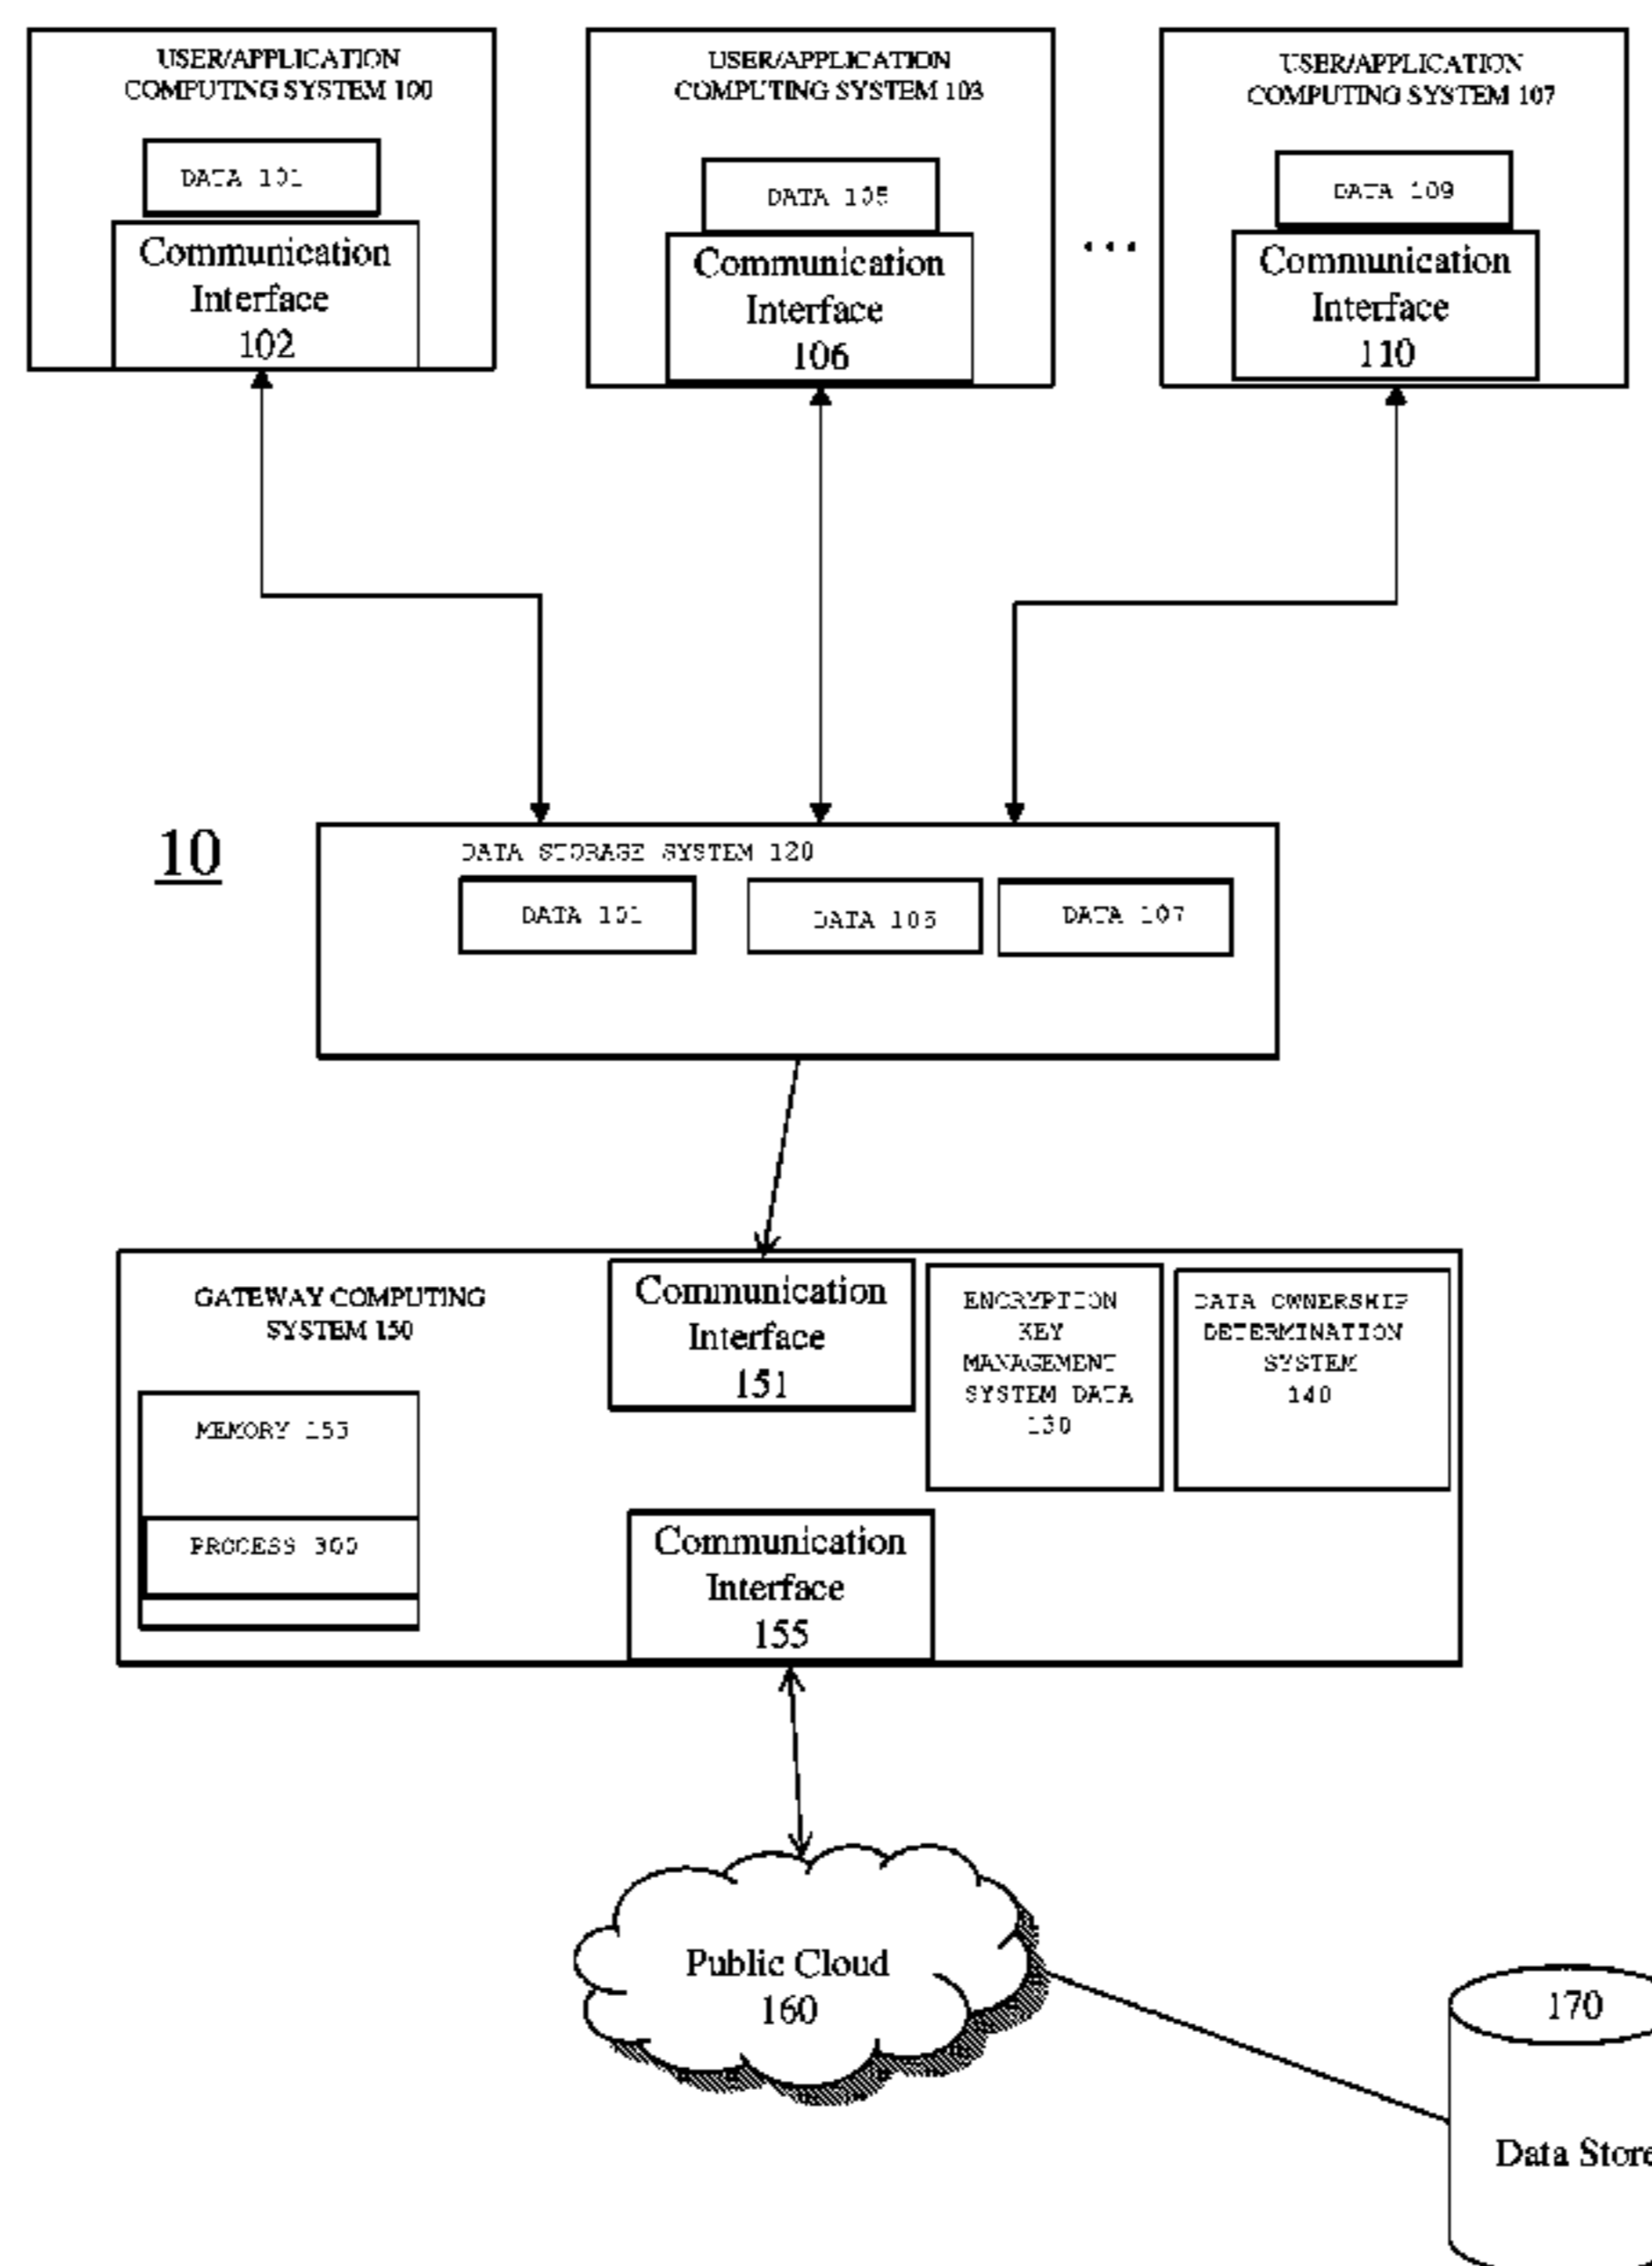 USER/APPLICATION
COMPUTING SYSTEM 100
DATA 101
Communication
Interface
102
USER/APPLICATION
COMPUTING SYSTEM 103
DATA 105
Communication
Interface
106
...
USER/APPLICATION
COMPUTING SYSTEM 107
DATA 109
Communication
Interface
110
10
DATA STORAGE SYSTEM 120
DATA 101
DATA 105
DATA 107
GATEWAY COMPUTING
SYSTEM 150
MEMORY 153
PROCESS 300
Communication
Interface
151
ENCRYPTION
KEY
MANAGEMENT
SYSTEM DATA
130
DATA OWNERSHIP
DETERMINATION
SYSTEM
140
Communication
Interface
155
Public Cloud
160
170
Data Store